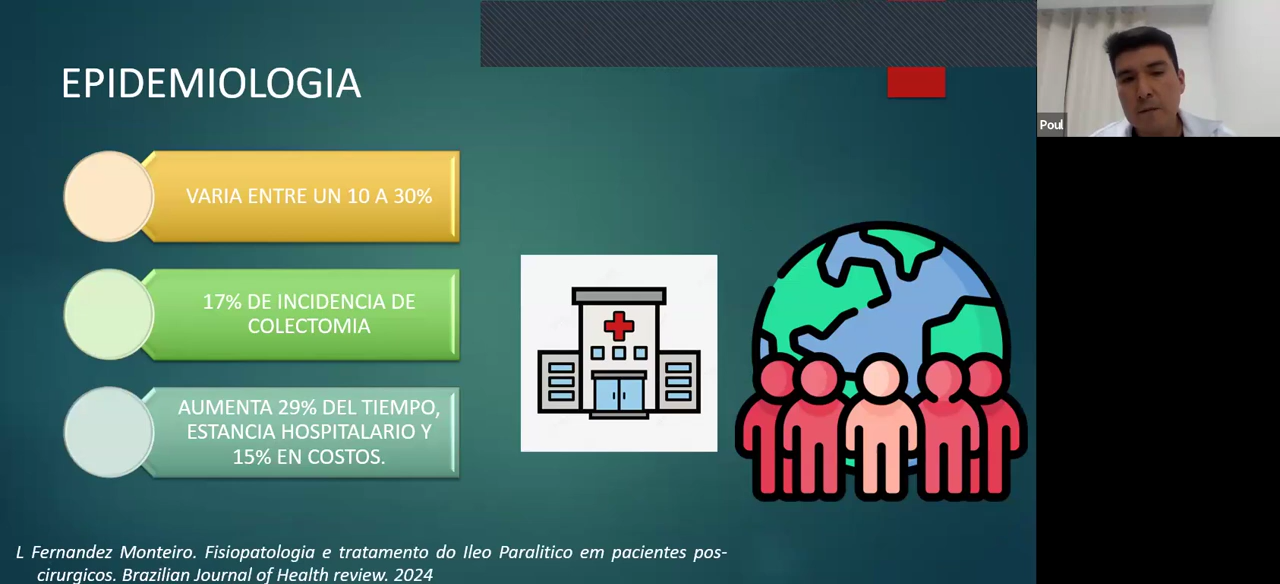 EPIDEMIOLOGIA
VARIA ENTRE UN 10 A 30%
17% DE INCIDENCIA DE
COLECTOMIA
AUMENTA 29% DEL TIEMPO,
ESTANCIA HOSPITALARIO Y
15% EN COSTOS.
L Fernandez Monteiro. Fisiopatologia e tratamento do Ileo Paralitico em pacientes pos-
cirurgicos. Brazilian Journal of Health review. 2024
Poul